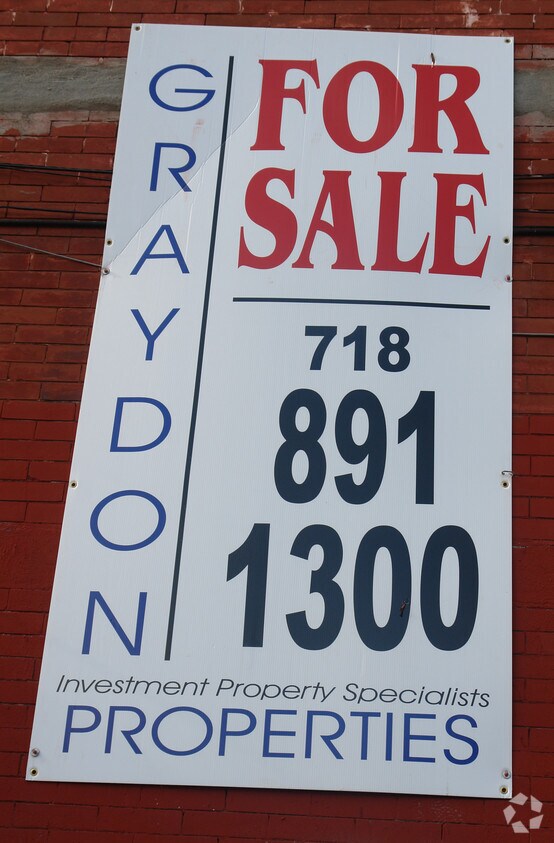 GRAYDON
FOR
SALE
718
891
1300
Investment Property Specialists
PROPERTIES